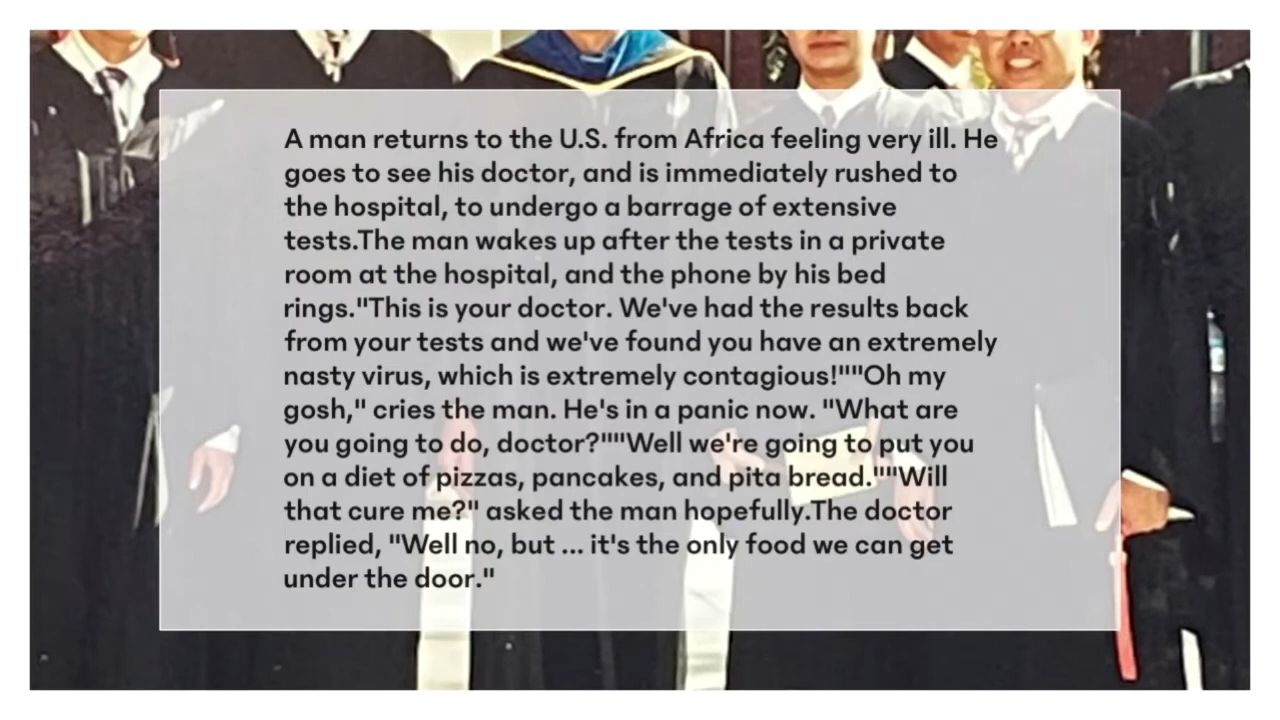 A man returns to the U.S. from Africa feeling very ill. He
goes to see his doctor, and is immediately rushed to
the hospital, to undergo a barrage of extensive
tests.The man wakes up after the tests in a private
room at the hospital, and the phone by his bed
rings."This is your doctor. We've had the results back
from your tests and we've found you have an extremely
nasty virus, which is extremely contagious!""Oh my
gosh," cries the man. He's in a panic now. "What are
you going to do, doctor?""Well we're going to put you
on a diet of pizzas, pancakes, and pita bread.""Will
that cure me?" asked the man hopefully.The doctor
replied, "Well no, but ... it's the only food we can get
under the door."